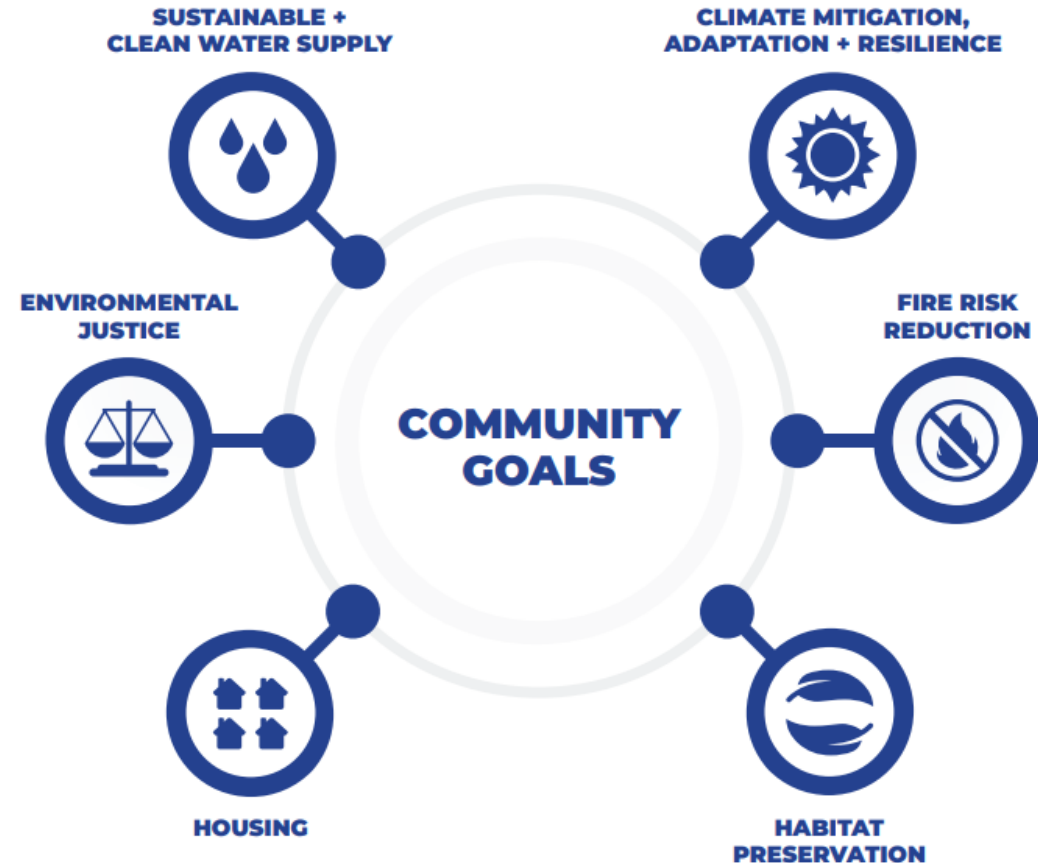 SUSTAINABLE +
CLEAN WATER SUPPLY
CLIMATE MITIGATION,
ADAPTATION + RESILIENCE
ENVIRONMENTAL
JUSTICE
FIRE RISK
REDUCTION
COMMUNITY
GOALS
HOUSING
HABITAT
PRESERVATION